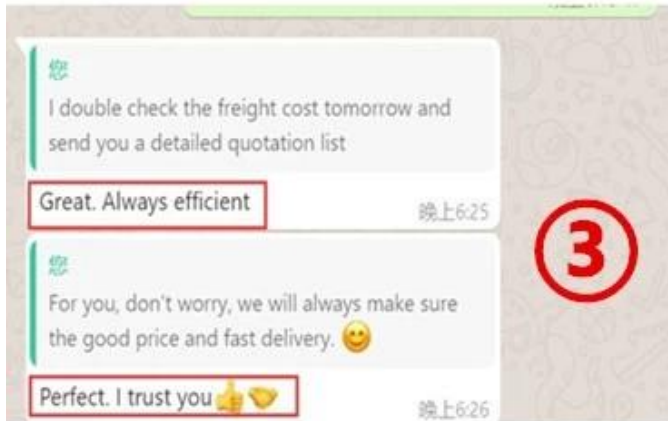 您
I double check the freight cost tomorrow and
send you a detailed quotation list
Great. Always efficient
晚上6:25
③
您
For you, don't worry, we will always make sure
the good price and fast delivery. 😊
Perfect. I trust you👍🤝
晚上6:26